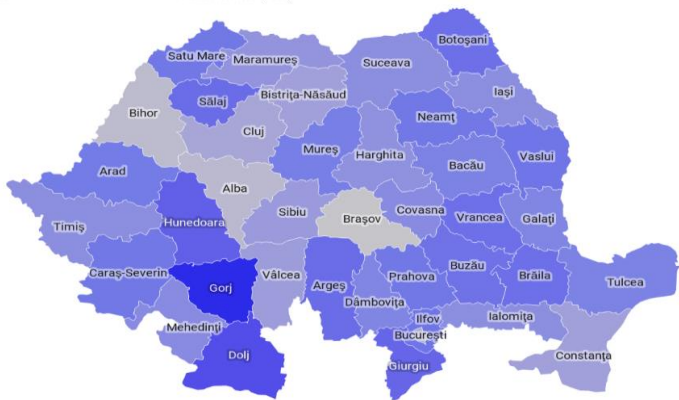 Botoşani
Satu Mare
Maramureş
Suceava
Iaşi
Bistriţa-Năsăud
Sălaj
Bihor
Neamţ
Cluj
Mureş
Harghita
Vaslui
Bacău
Arad
Alba
Sibiu
Braşov
Covasna
Vrancea
Galaţi
Timiş
Hunedoara
Caraş-Severin
Gorj
Vâlcea
Argeş
Prahova
Buzău
Brăila
Tulcea
Dâmboviţa
Ilfov
Ialomiţa
Mehedinţi
Bucureşti
Dolj
Giurgiu
Constanţa